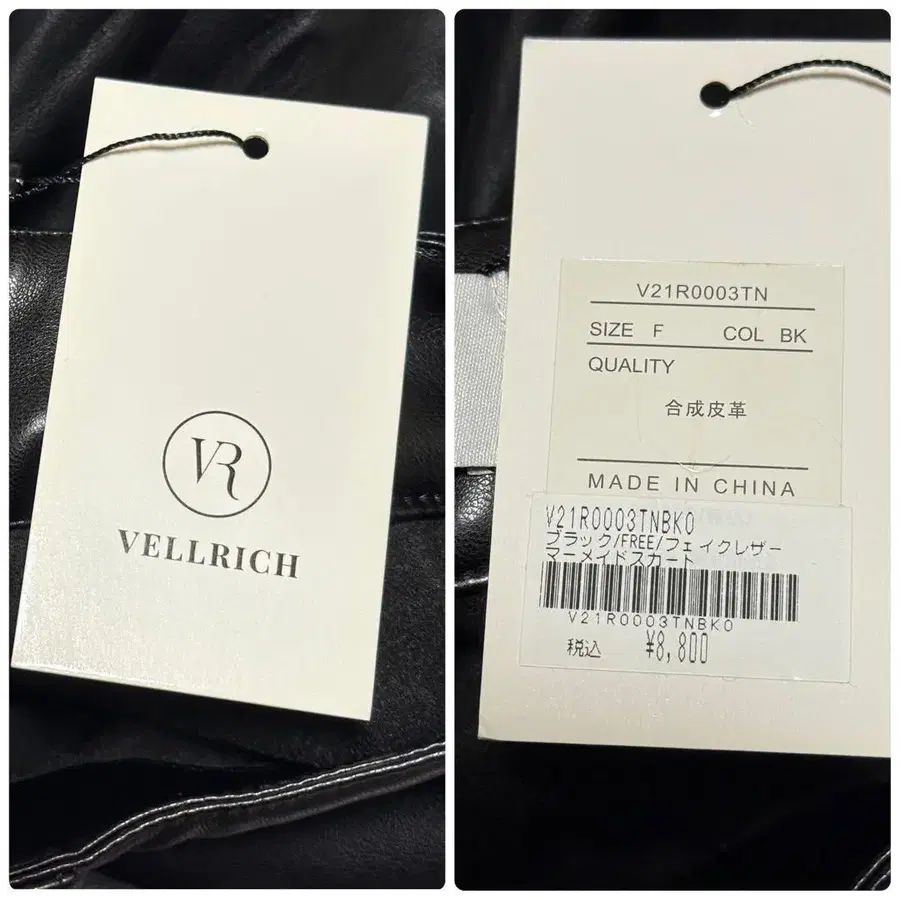 VR
VELLRICH
V21R0003TN
SIZE F COL BK
QUALITY
合成皮革
MADE IN CHINA
V21R0003TNBK0
ブラック/FREE/フェイクレザー
マーメイドスカート
V21R0003TNBK0
税込 ¥8,800